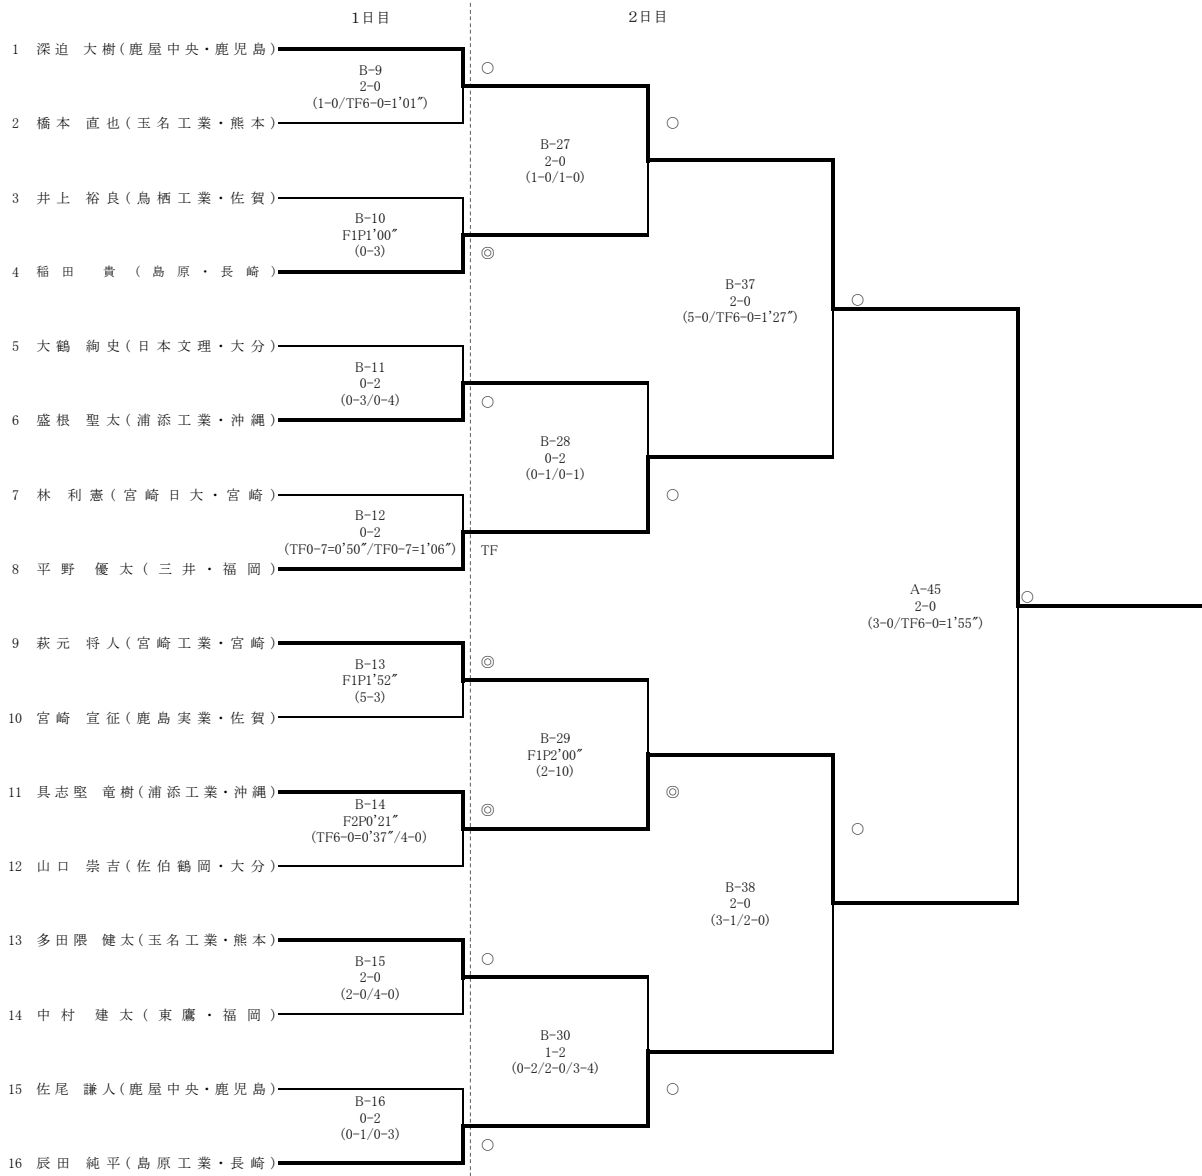 1日目
2日目
1 深迫 大樹(鹿屋中央・鹿児島)
○
B-9
2-0
(1-0/TF6-0=1'01″)
2 橋本 直也(玉名工業・熊本)
○
B-27
2-0
(1-0/1-0)
3 井上 裕良(鳥栖工業・佐賀)
B-10
F1P1'00″
(0-3)
◎
4 稲田 貴(島原・長崎)
B-37
2-0
(5-0/TF6-0=1'27″)
○
5 大鶴 絢史(日本文理・大分)
B-11
0-2
(0-3/0-4)
○
6 盛根 聖太(浦添工業・沖縄)
B-28
0-2
(0-1/0-1)
7 林 利憲(宮崎日大・宮崎)
○
B-12
0-2
(TF0-7=0'50″/TF0-7=1'06″)
TF
8 平野 優太(三井・福岡)
A-45
2-0
(3-0/TF6-0=1'55″)
○
9 萩元 将人(宮崎工業・宮崎)
◎
B-13
F1P1'52″
(5-3)
10 宮崎 宣征(鹿島実業・佐賀)
B-29
F1P2'00″
(2-10)
11 具志堅 竜樹(浦添工業・沖縄)
◎
B-14
F2P0'21″
(TF6-0=0'37″/4-0)
◎
○
12 山口 崇吉(佐伯鶴岡・大分)
B-38
2-0
(3-1/2-0)
13 多田隈 健太(玉名工業・熊本)
○
B-15
2-0
(2-0/4-0)
14 中村 建太(東鷹・福岡)
B-30
1-2
(0-2/2-0/3-4)
15 佐尾 謙人(鹿屋中央・鹿児島)
○
B-16
0-2
(0-1/0-3)
○
16 辰田 純平(島原工業・長崎)